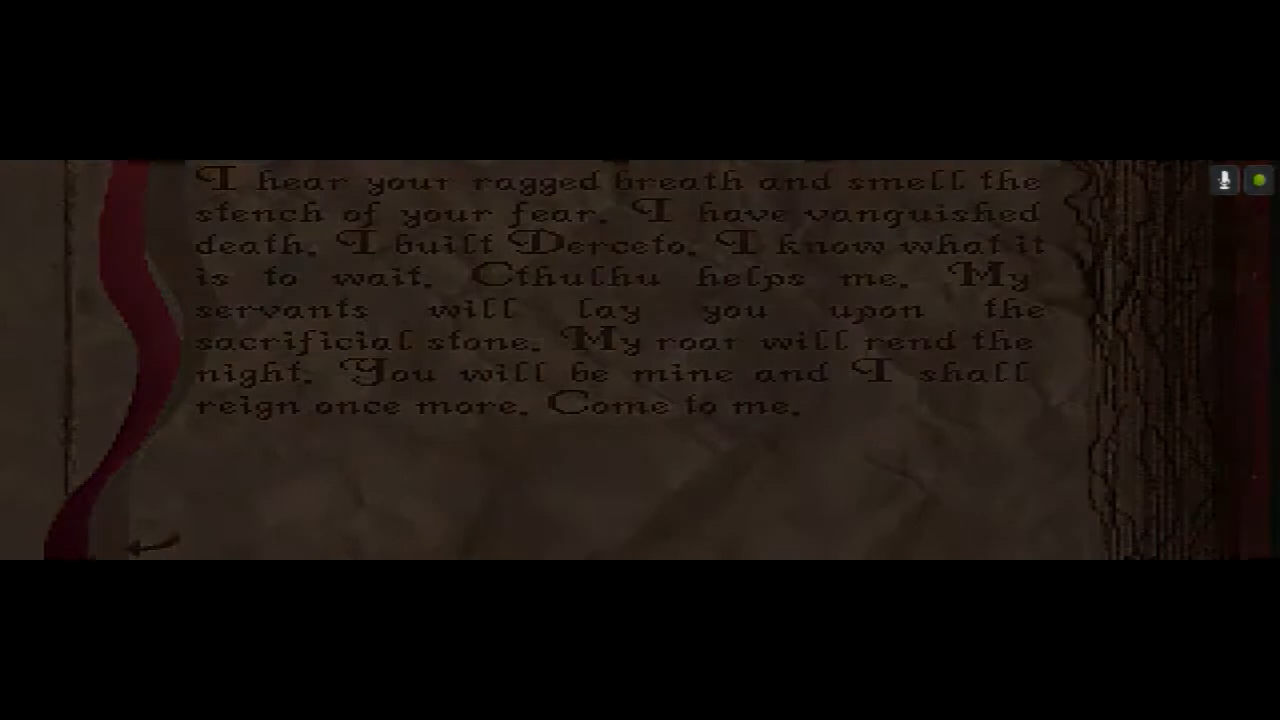 I hear your ragged breath and smell the
stench of your fear. I have vanquished
death. I built Derceto. I know what it
is to wait. Cthulhu helps me. My
servants will lay you upon the
sacrificial stone. My roar will rend the
night. You will be mine and I shall
reign once more. Come to me.